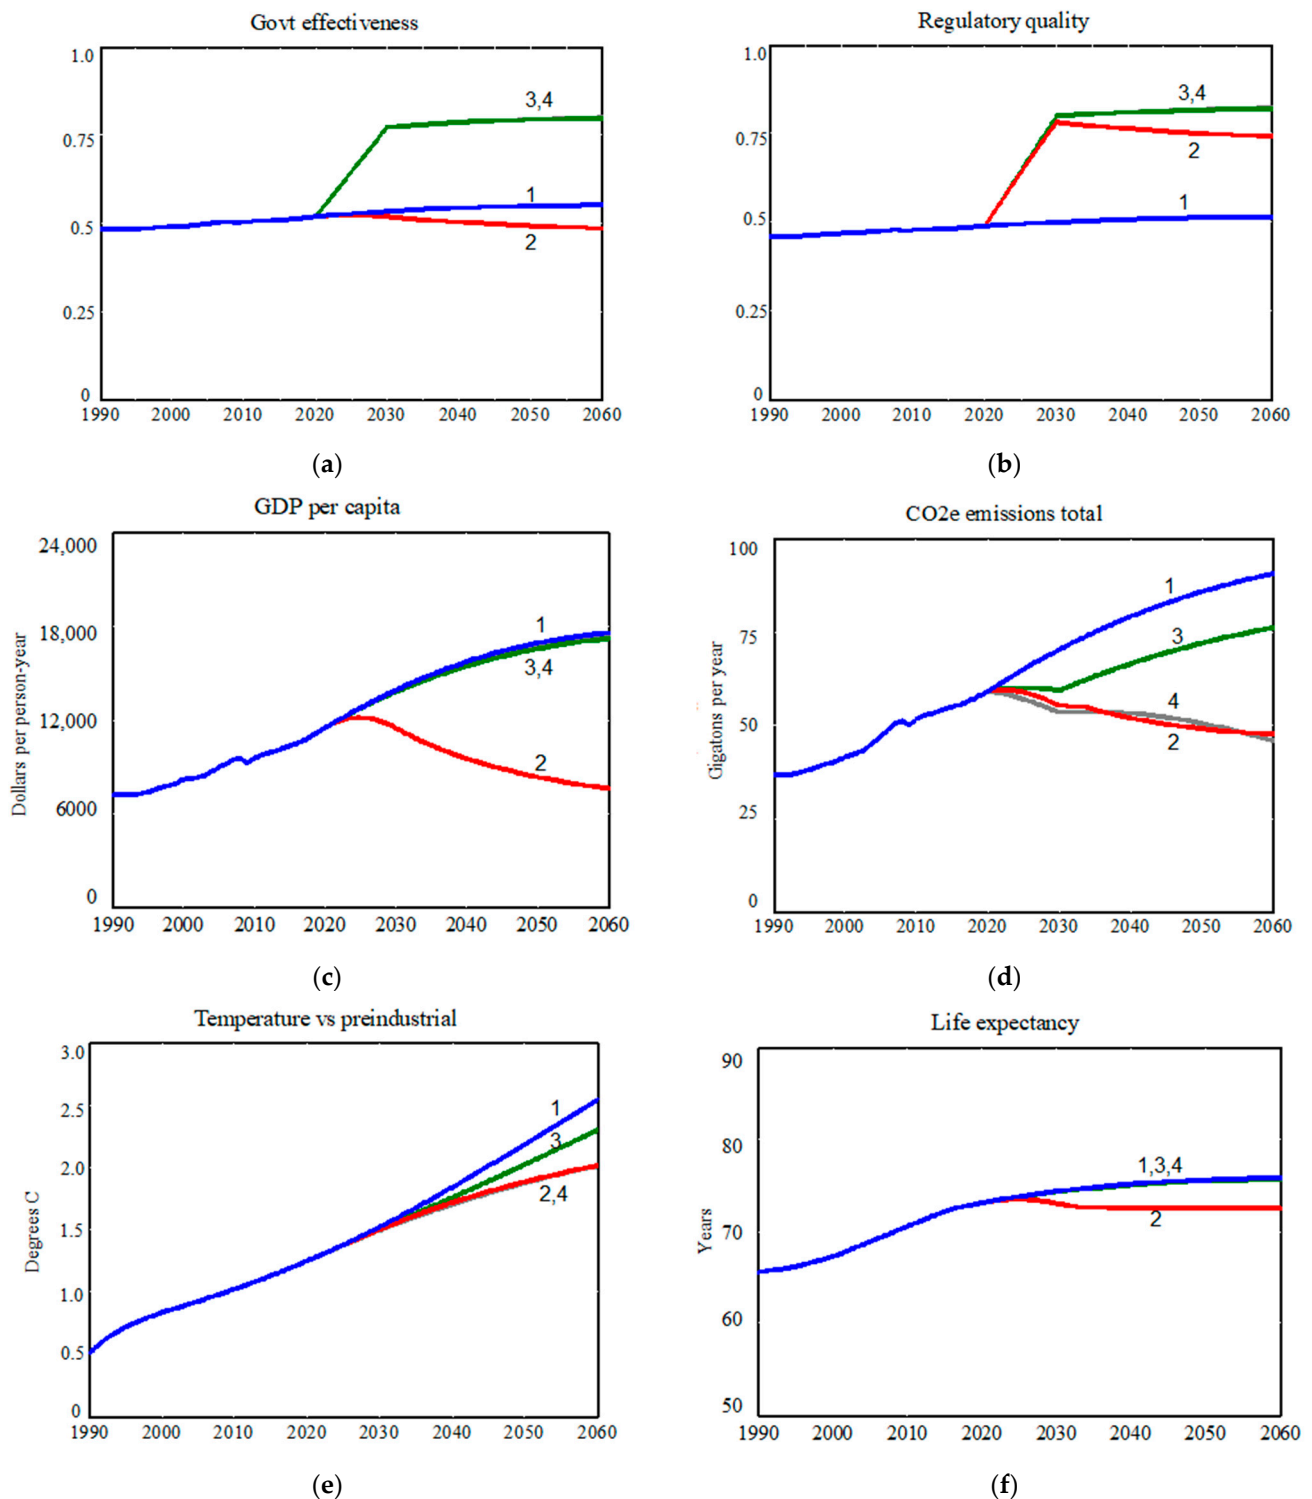 Govt effectiveness
1.0
0.75
0.5
0.25
0
3,4
1
2
1990 2000 2010 2020 2030 2040 2050 2060
(a)
Regulatory quality
1.0
0.75
0.5
0.25
0
3,4
2
1
1990 2000 2010 2020 2030 2040 2050 2060
(b)
GDP per capita
Dollars per person-year
24,000
18,000
12,000
6000
0
1
3,4
2
1990 2000 2010 2020 2030 2040 2050 2060
(c)
CO2e emissions total
Gigatons per year
100
75
50
25
0
1
3
4
2
1990 2000 2010 2020 2030 2040 2050 2060
(d)
Temperature vs preindustrial
Degrees C
3.0
2.5
2.0
1.5
1.0
0.5
0
1
3
2,4
1990 2000 2010 2020 2030 2040 2050 2060
(e)
Life expectancy
Years
90
80
70
60
50
1,3,4
2
1990 2000 2010 2020 2030 2040 2050 2060
(f)